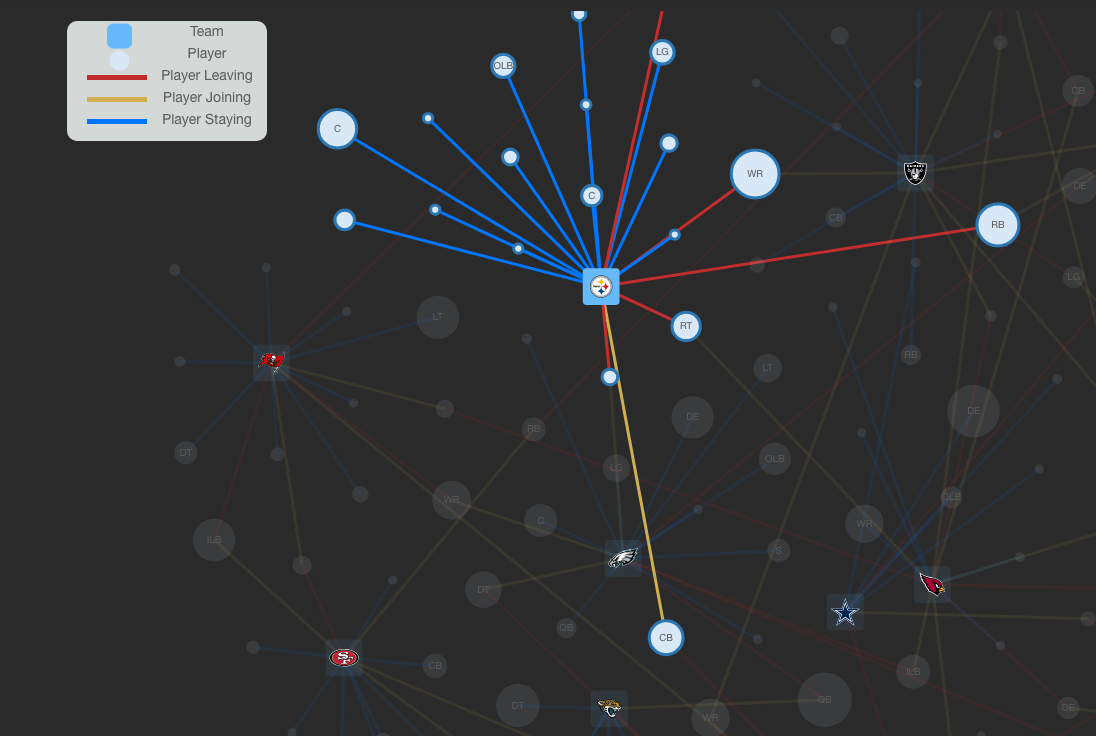 Team
Player
Player Leaving
Player Joining
Player Staying
LG
OLB
CB
C
WR
DE
C
CB
RB
LG
LT
RT
RB
LT
DE
DE
RB
OLB
LG
WR
OLB
C
WR
ILB
S
DT
QB
CB
CB
ILB
QB
DT
WR
DE